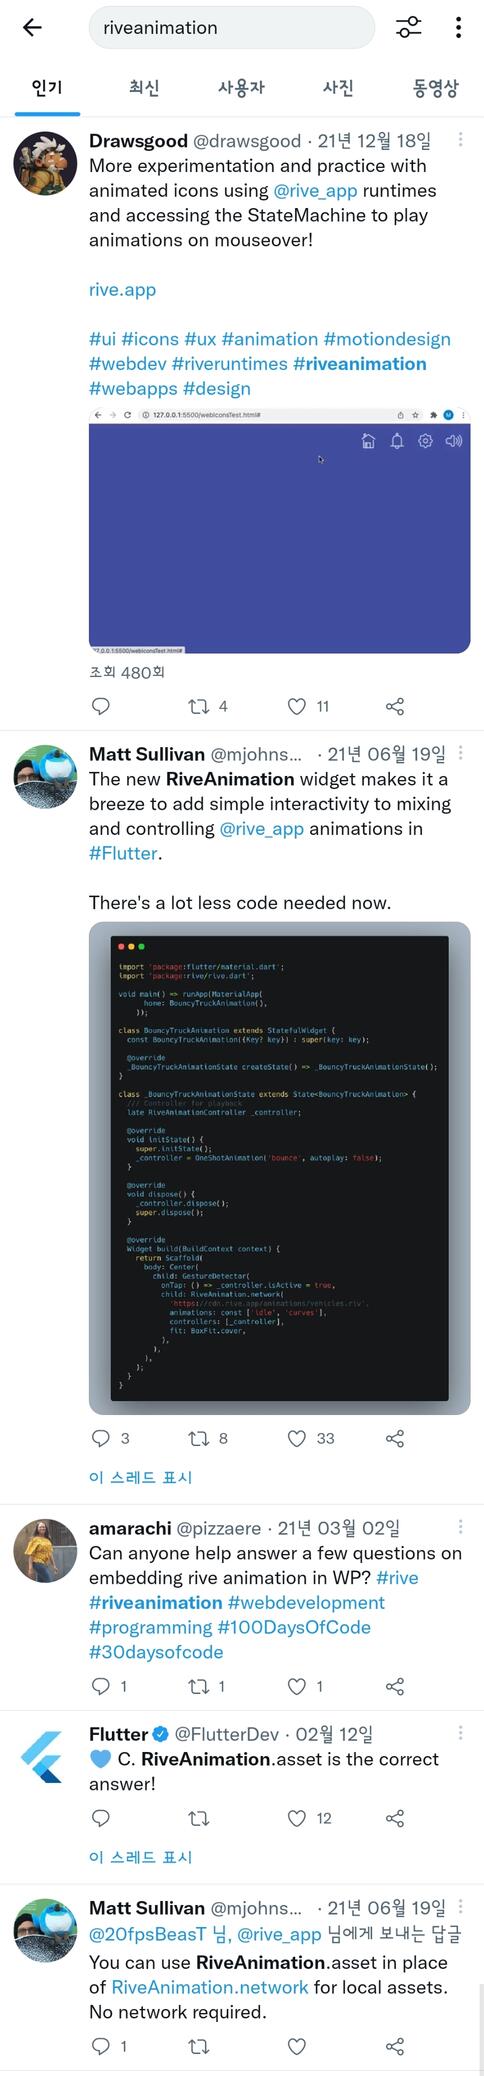 riveanimation
인기 최신 사용자 사진 동영상
Drawsgood @drawsgood · 21년 12월 18일
More experimentation and practice with
animated icons using @rive_app runtimes
and accessing the StateMachine to play
animations on mouseover!
rive.app
#ui #icons #ux #animation #motiondesign
#webdev #riveruntimes #riveanimation
#webapps #design
127.0.0.1:5500/webIconsTest.html#
M
27.0.0.1:5500/webIconsTest.html#
조회 480회
4 11
Matt Sullivan @mjohns... · 21년 06월 19일
The new RiveAnimation widget makes it a
breeze to add simple interactivity to mixing
and controlling @rive_app animations in
#Flutter.
There's a lot less code needed now.
import 'package:flutter/material.dart';
import 'package:rive/rive.dart';
void main() => runApp(MaterialApp(
home: BouncyTruckAnimation(),
));
class BouncyTruckAnimation extends StatefulWidget {
const BouncyTruckAnimation({Key? key}) : super(key: key);
@override
_BouncyTruckAnimationState createState() => _BouncyTruckAnimationState();
}
class _BouncyTruckAnimationState extends State<BouncyTruckAnimation> {
/// Controller for playback
late RiveAnimationController _controller;
@override
void initState() {
super.initState();
_controller = OneShotAnimation('bounce', autoplay: false);
}
@override
void dispose() {
_controller.dispose();
super.dispose();
}
@override
Widget build(BuildContext context) {
return Scaffold(
body: Center(
child: GestureDetector(
onTap: () => _controller.isActive = true,
child: RiveAnimation.network(
'https://cdn.rive.app/animations/vehicles.riv',
animations: const ['idle', 'curves'],
controllers: [_controller],
fit: BoxFit.cover,
),
),
),
);
}
}
3 8 33
이 스레드 표시
amarachi @pizzaere · 21년 03월 02일
Can anyone help answer a few questions on
embedding rive animation in WP? #rive
#riveanimation #webdevelopment
#programming #100DaysOfCode
#30daysofcode
1 1 1
Flutter @FlutterDev · 02월 12일
💙 C. RiveAnimation.asset is the correct
answer!
12
이 스레드 표시
Matt Sullivan @mjohns... · 21년 06월 19일
@20fpsBeasT 님, @rive_app 님에게 보내는 답글
You can use RiveAnimation.asset in place
of RiveAnimation.network for local assets.
No network required.
1